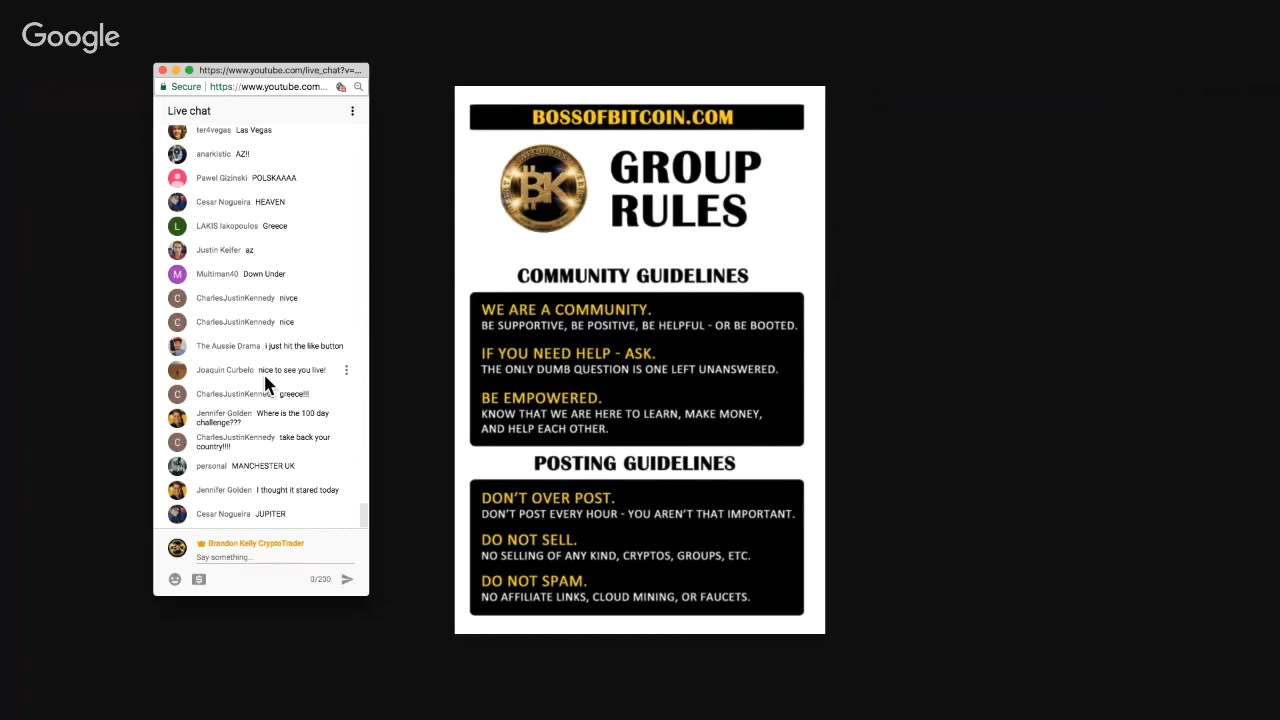 Google
https://www.youtube.com/live_chat?v=...
Secure https://www.youtube.com...
Live chat
ter4vegas Las Vegas
anarkistic AZ!!
Pawel Gizinski POLSKAAAA
Cesar Nogueira HEAVEN
L LAKIS Iakopoulos Greece
Justin Keifer az
M Multiman40 Down Under
C CharlesJustinKennedy nivce
C CharlesJustinKennedy nice
The Aussie Drama i just hit the like button
Joaquin Curbelo nice to see you live!
C CharlesJustinKennedy greece!!!
Jennifer Golden Where is the 100 day
challenge???
C CharlesJustinKennedy take back your
country!!!!
personal MANCHESTER UK
Jennifer Golden I thought it stared today
Cesar Nogueira JUPITER
Brandon Kelly CryptoTrader
Say something...
0/200
BOSSOFBITCOIN.COM
BK
GROUP
RULES
COMMUNITY GUIDELINES
WE ARE A COMMUNITY.
BE SUPPORTIVE, BE POSITIVE, BE HELPFUL - OR BE BOOTED.
IF YOU NEED HELP - ASK.
THE ONLY DUMB QUESTION IS ONE LEFT UNANSWERED.
BE EMPOWERED.
KNOW THAT WE ARE HERE TO LEARN, MAKE MONEY,
AND HELP EACH OTHER.
POSTING GUIDELINES
DON'T OVER POST.
DON'T POST EVERY HOUR - YOU AREN'T THAT IMPORTANT.
DO NOT SELL.
NO SELLING OF ANY KIND, CRYPTOS, GROUPS, ETC.
DO NOT SPAM.
NO AFFILIATE LINKS, CLOUD MINING, OR FAUCETS.